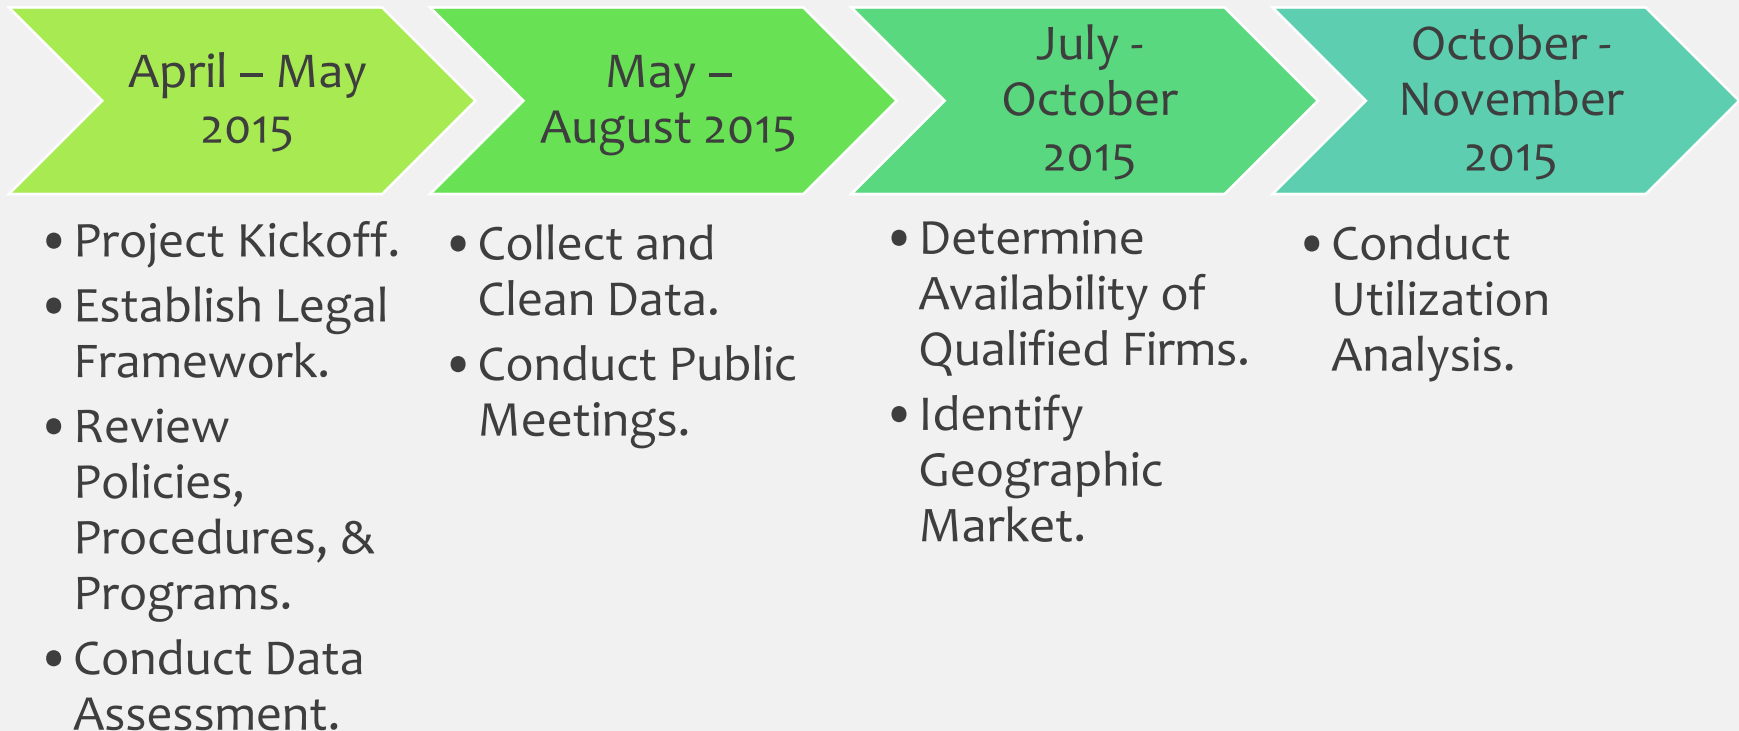 April – May
2015
• Project Kickoff.
• Establish Legal
Framework.
• Review
Policies,
Procedures, &
Programs.
• Conduct Data
Assessment.
May –
August 2015
• Collect and
Clean Data.
• Conduct Public
Meetings.
July -
October
2015
• Determine
Availability of
Qualified Firms.
• Identify
Geographic
Market.
October -
November
2015
• Conduct
Utilization
Analysis.